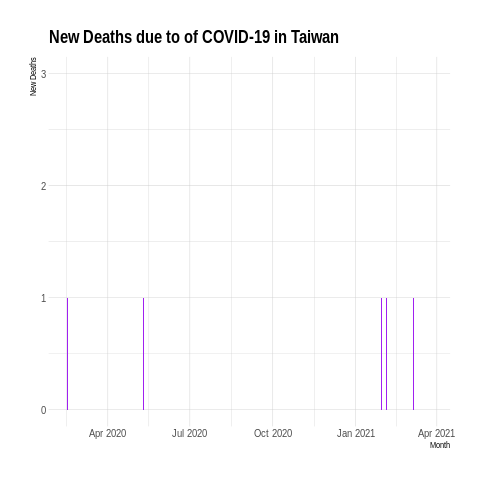 New Deaths due to of COVID-19 in Taiwan
New Deaths
3
2
1
0
Apr 2020 Jul 2020 Oct 2020 Jan 2021 Apr 2021
Month